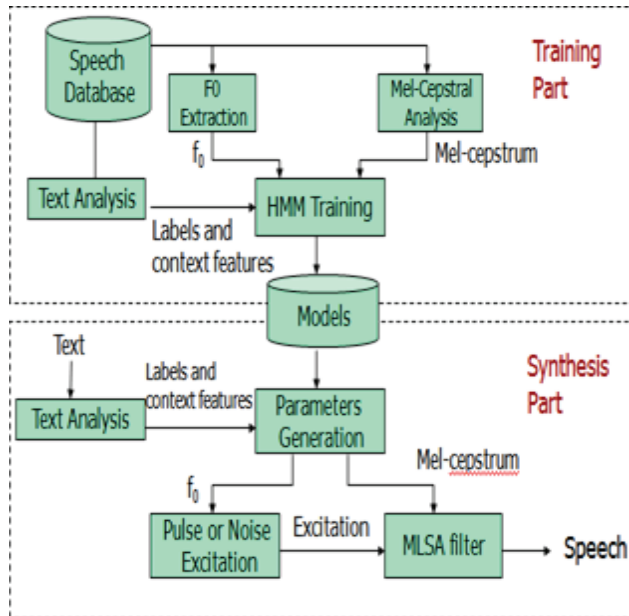 Speech
Database
F0
Extraction
Mel-Cepstral
Analysis
Training
Part
f0
Mel-cepstrum
Text Analysis
HMM Training
Labels and
context features
Models
Text
Labels and
context features
Synthesis
Part
Text Analysis
Parameters
Generation
Mel-cepstrum
f0
Pulse or Noise
Excitation
Excitation
MLSA filter
Speech